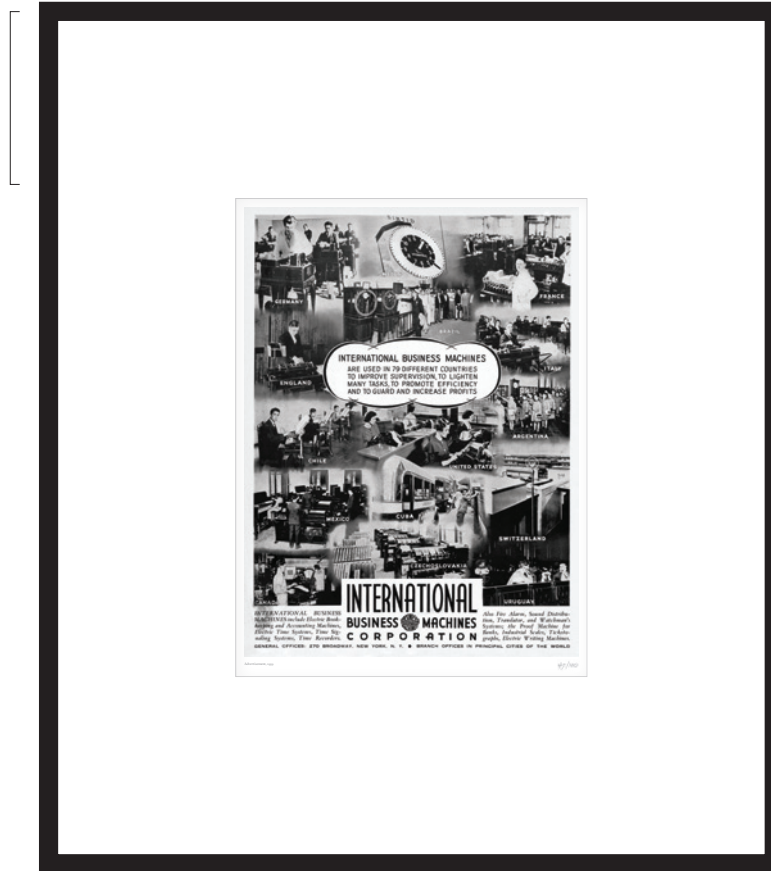 GERMANY
FRANCE
BRAZIL
ENGLAND
ITALY
INTERNATIONAL BUSINESS MACHINES
ARE USED IN 79 DIFFERENT COUNTRIES
TO IMPROVE SUPERVISION, TO LIGHTEN
MANY TASKS, TO PROMOTE EFFICIENCY
AND TO GUARD AND INCREASE PROFITS
ARGENTINA
CHILE
UNITED STATES
MEXICO
CUBA
SWITZERLAND
CZECHOSLOVAKIA
CANADA
URUGUAY
INTERNATIONAL
BUSINESS MACHINES
CORPORATION
INTERNATIONAL BUSINESS
MACHINES include Electric Book-
keeping and Accounting Machines,
Electric Time Systems, Time Sig-
naling Systems, Time Recorders.
Also Fire Alarm, Sound Distribu-
tion, Translator, and Watchman's
Systems; the Proof Machine for
Banks, Industrial Scales, Tickets-
graphs, Electric Writing Machines.
GENERAL OFFICES: 270 BROADWAY, NEW YORK, N. Y. ● BRANCH OFFICES IN PRINCIPAL CITIES OF THE WORLD